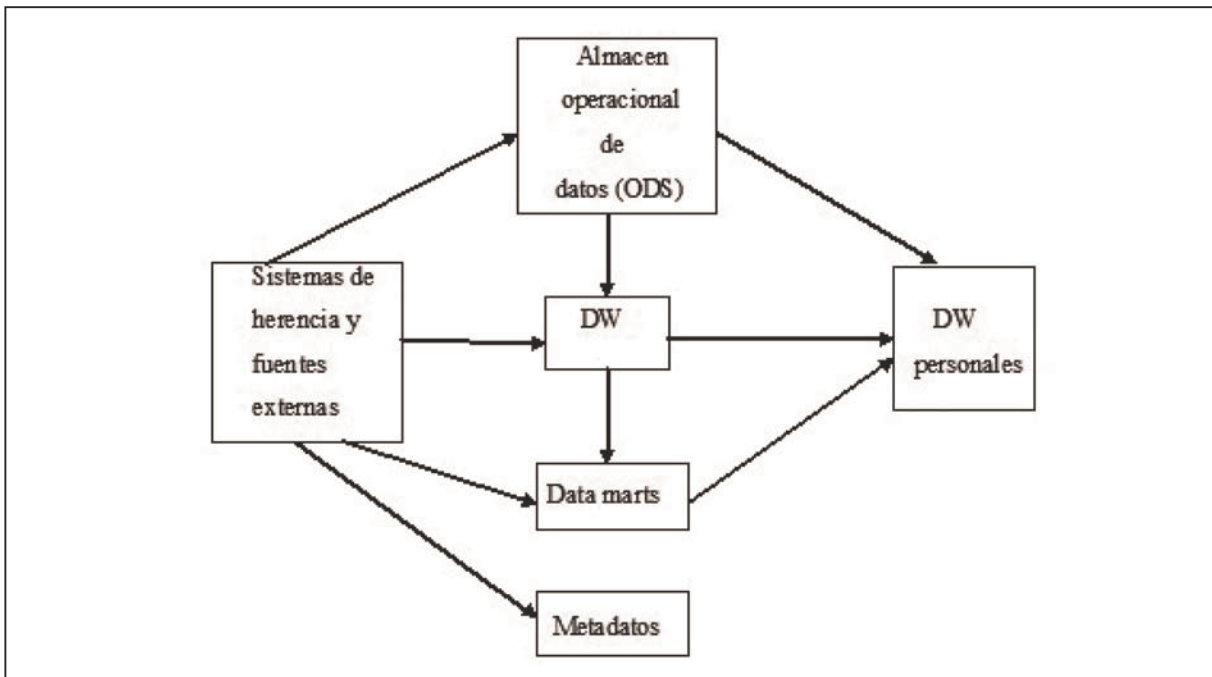 Almacen
operacional
de
datos (ODS)
Sistemas de
herencia y
fuentes
externas
DW
DW
personales
Data marts
Metadatos